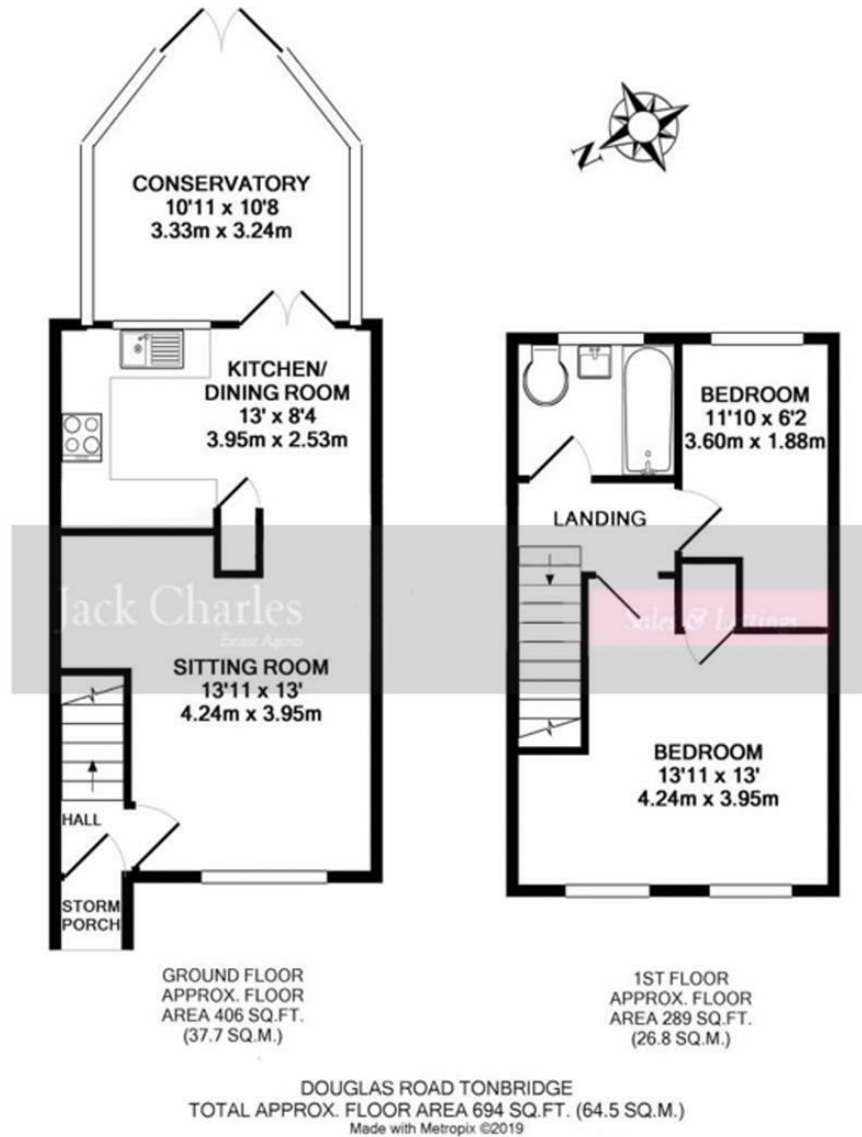 CONSERVATORY
10'11 x 10'8
3.33m x 3.24m
N
KITCHEN/
DINING ROOM
13' x 8'4
3.95m x 2.53m
BEDROOM
11'10 x 6'2
3.60m x 1.88m
LANDING
Jack Charles
Estate Agents
Sales & Lettings
SITTING ROOM
13'11 x 13'
4.24m x 3.95m
BEDROOM
13'11 x 13'
4.24m x 3.95m
HALL
STORM
PORCH
GROUND FLOOR
APPROX. FLOOR
AREA 406 SQ.FT.
(37.7 SQ.M.)
1ST FLOOR
APPROX. FLOOR
AREA 289 SQ.FT.
(26.8 SQ.M.)
DOUGLAS ROAD TONBRIDGE
TOTAL APPROX. FLOOR AREA 694 SQ.FT. (64.5 SQ.M.)
Made with Metropix ©2019